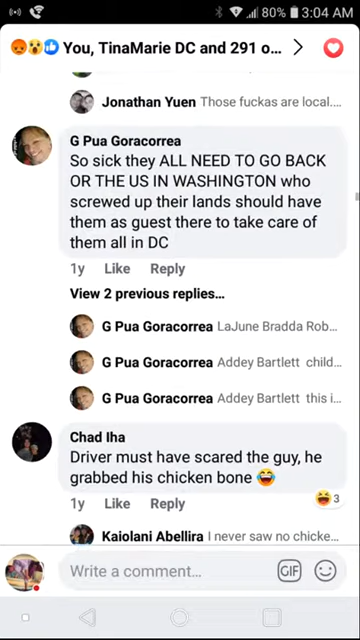 80% 3:04 AM
You, TinaMarie DC and 291 o...
Jonathan Yuen Those fuckas are local....
G Pua Goracorrea
So sick they ALL NEED TO GO BACK
OR THE US IN WASHINGTON who
screwed up their lands should have
them as guest there to take care of
them all in DC
1y Like Reply
View 2 previous replies...
G Pua Goracorrea LaJune Bradda Rob...
G Pua Goracorrea Addey Bartlett child...
G Pua Goracorrea Addey Bartlett this i...
Chad Iha
Driver must have scared the guy, he
grabbed his chicken bone 😂
1y Like Reply
3
Kaiolani Abellira I never saw no chicke...
Write a comment...
GIF